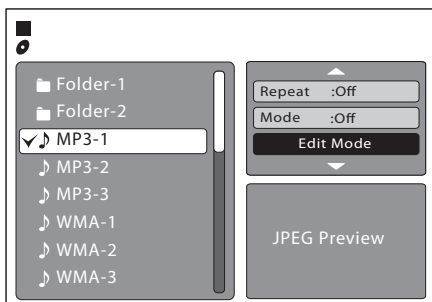 Folder-1
Folder-2
MP3-1
MP3-2
MP3-3
WMA-1
WMA-2
WMA-3
Repeat :Off
Mode :Off
Edit Mode
JPEG Preview